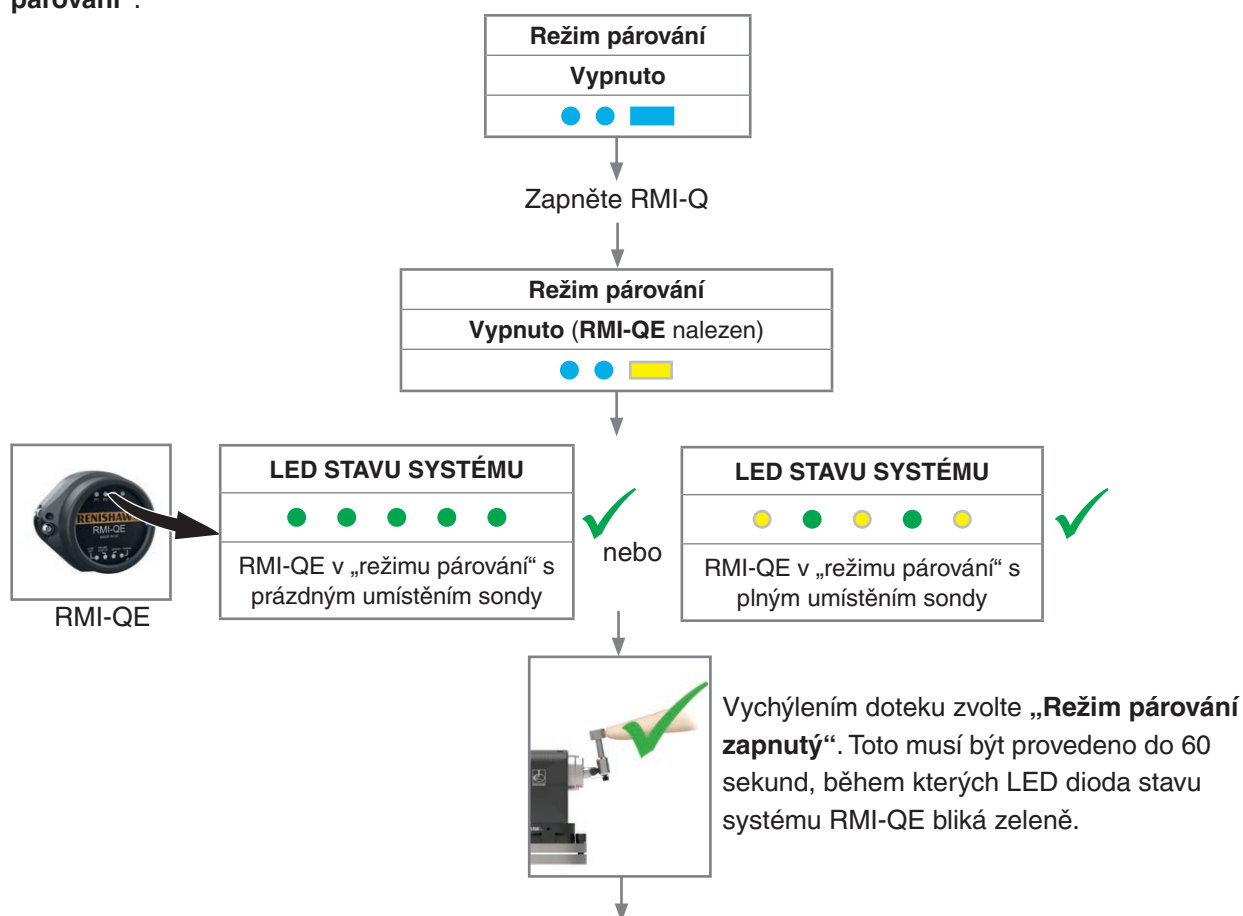 párování".
Režim párování
Vypnuto
Zapněte RMI-Q
Režim párování
Vypnuto (RMI-QE nalezen)
RENISHAW
RMI-QE
RMI-QE
LED STAVU SYSTÉMU
RMI-QE v „režimu párování“ s
prázdným umístěním sondy
nebo
LED STAVU SYSTÉMU
RMI-QE v „režimu párování“ s
plným umístěním sondy
Vychýlením doteku zvolte „Režim párování
zapnutý“. Toto musí být provedeno do 60
sekund, během kterých LED dioda stavu
systému RMI-QE bliká zeleně.